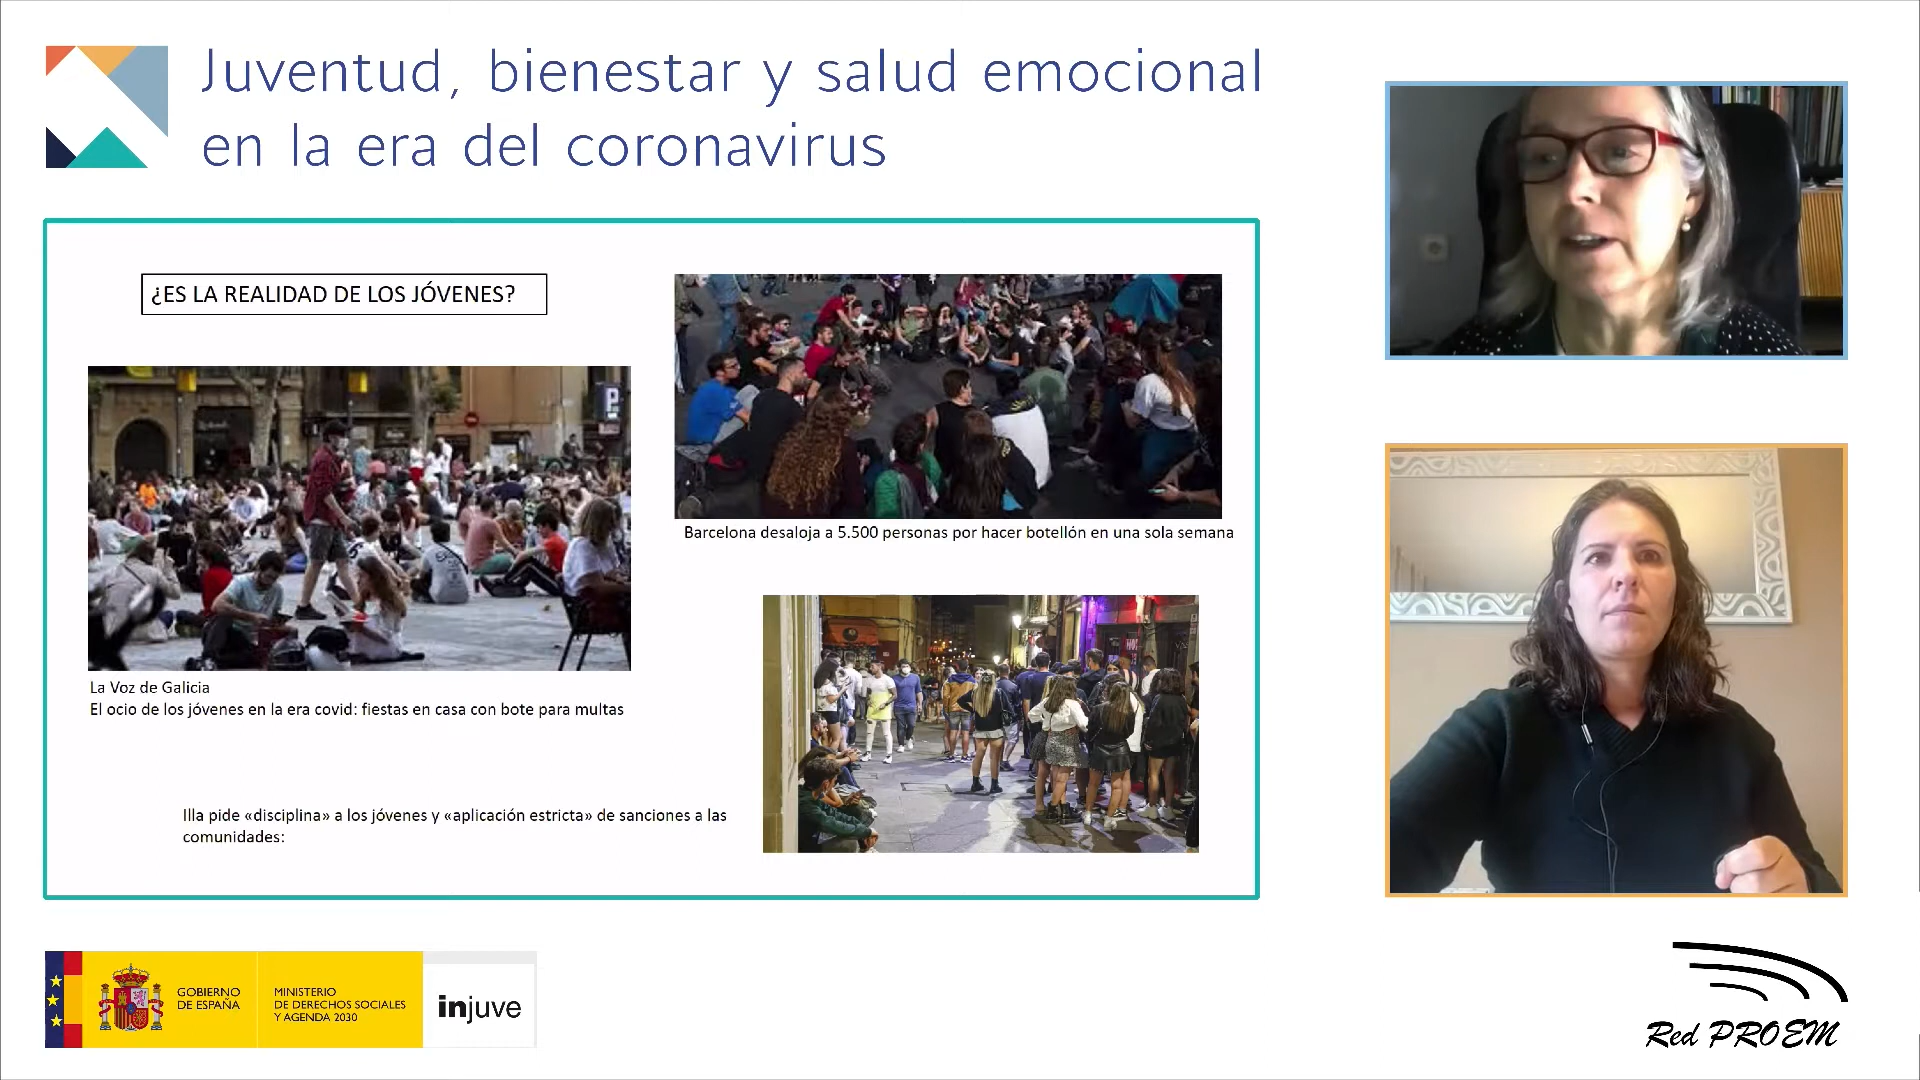 Juventud, bienestar y salud emocional
en la era del coronavirus
¿ES LA REALIDAD DE LOS JÓVENES?
Barcelona desaloja a 5.500 personas por hacer botellón en una sola semana
La Voz de Galicia
El ocio de los jóvenes en la era covid: fiestas en casa con bote para multas
Illa pide «disciplina» a los jóvenes y «aplicación estricta» de sanciones a las
comunidades:
GOBIERNO
DE ESPAÑA
MINISTERIO
DE DERECHOS SOCIALES
Y AGENDA 2030
injuve
Red PROEM